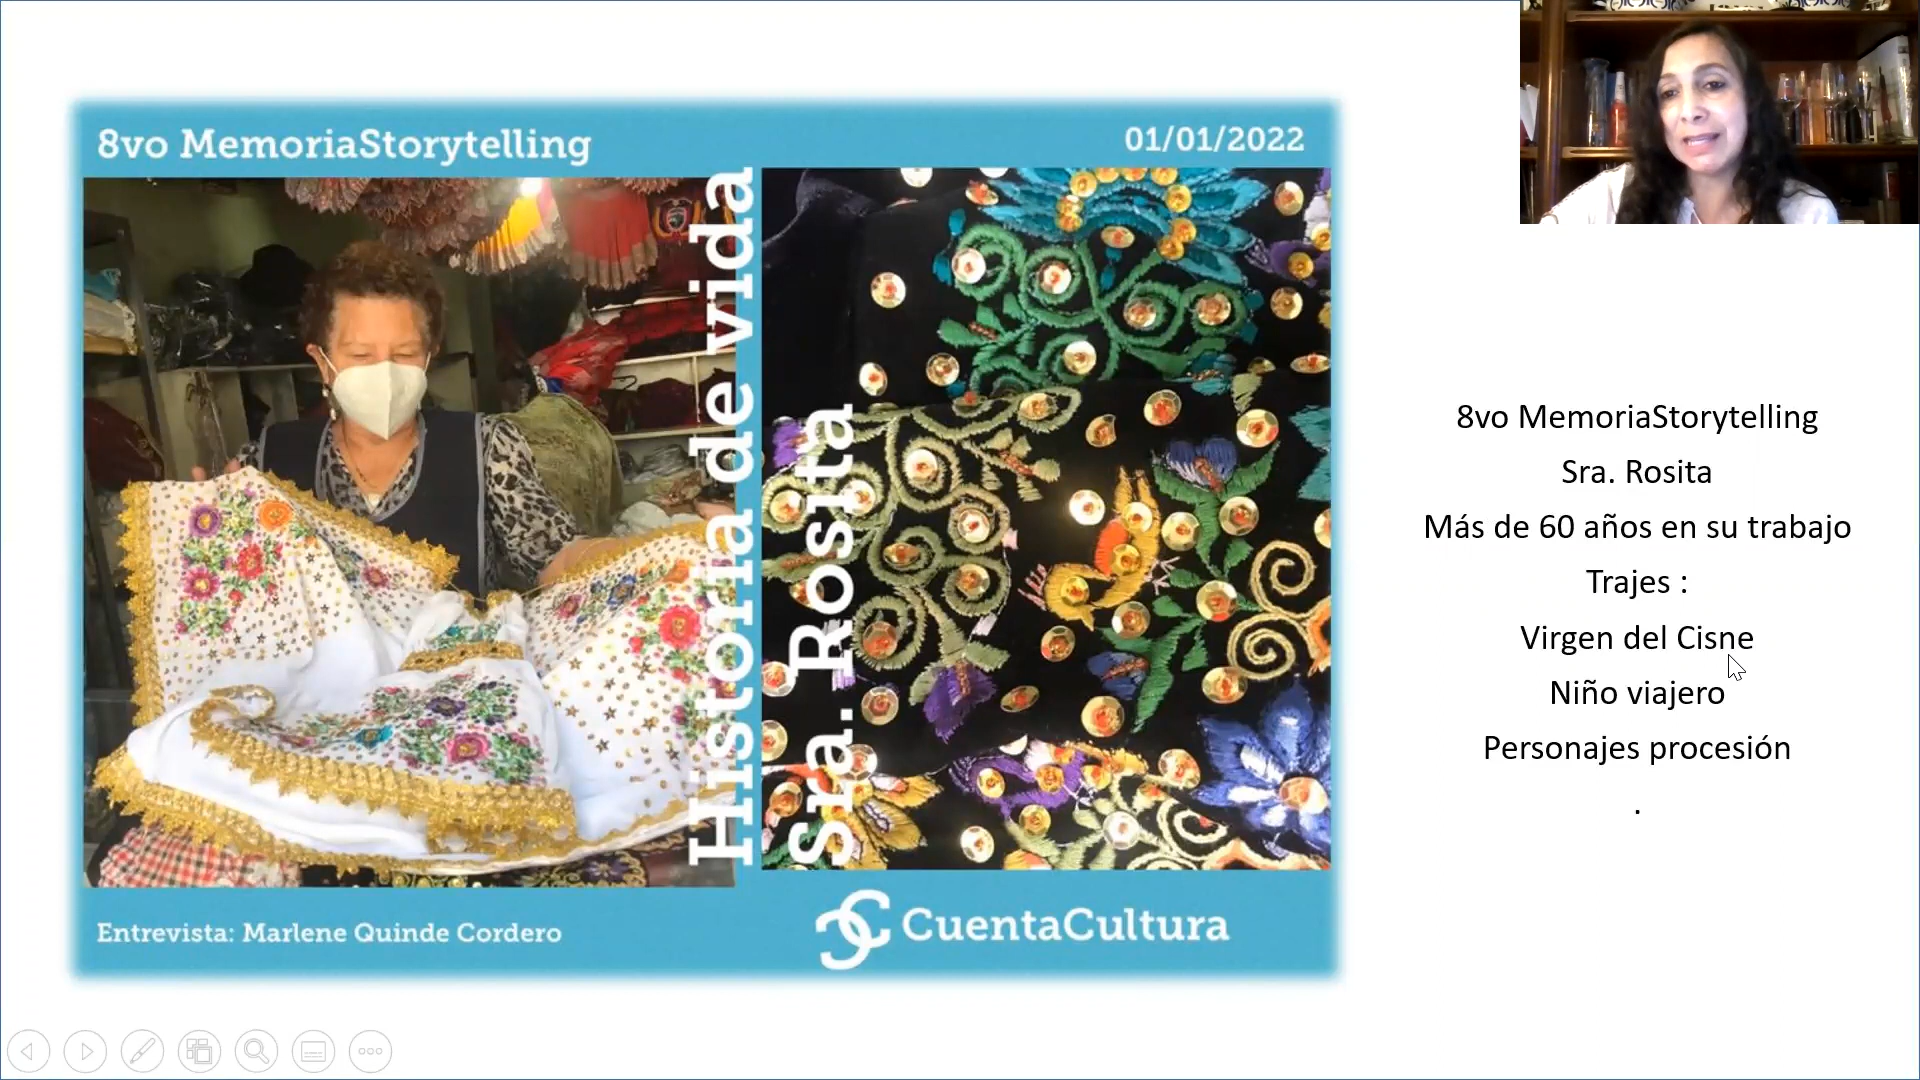 8vo MemoriaStorytelling
01/01/2022
Historia de vida
Sra. Rosita
Entrevista: Marlene Quinde Cordero
CuentaCultura
8vo MemoriaStorytelling
Sra. Rosita
Más de 60 años en su trabajo
Trajes :
Virgen del Cisne
Niño viajero
Personajes procesión
.